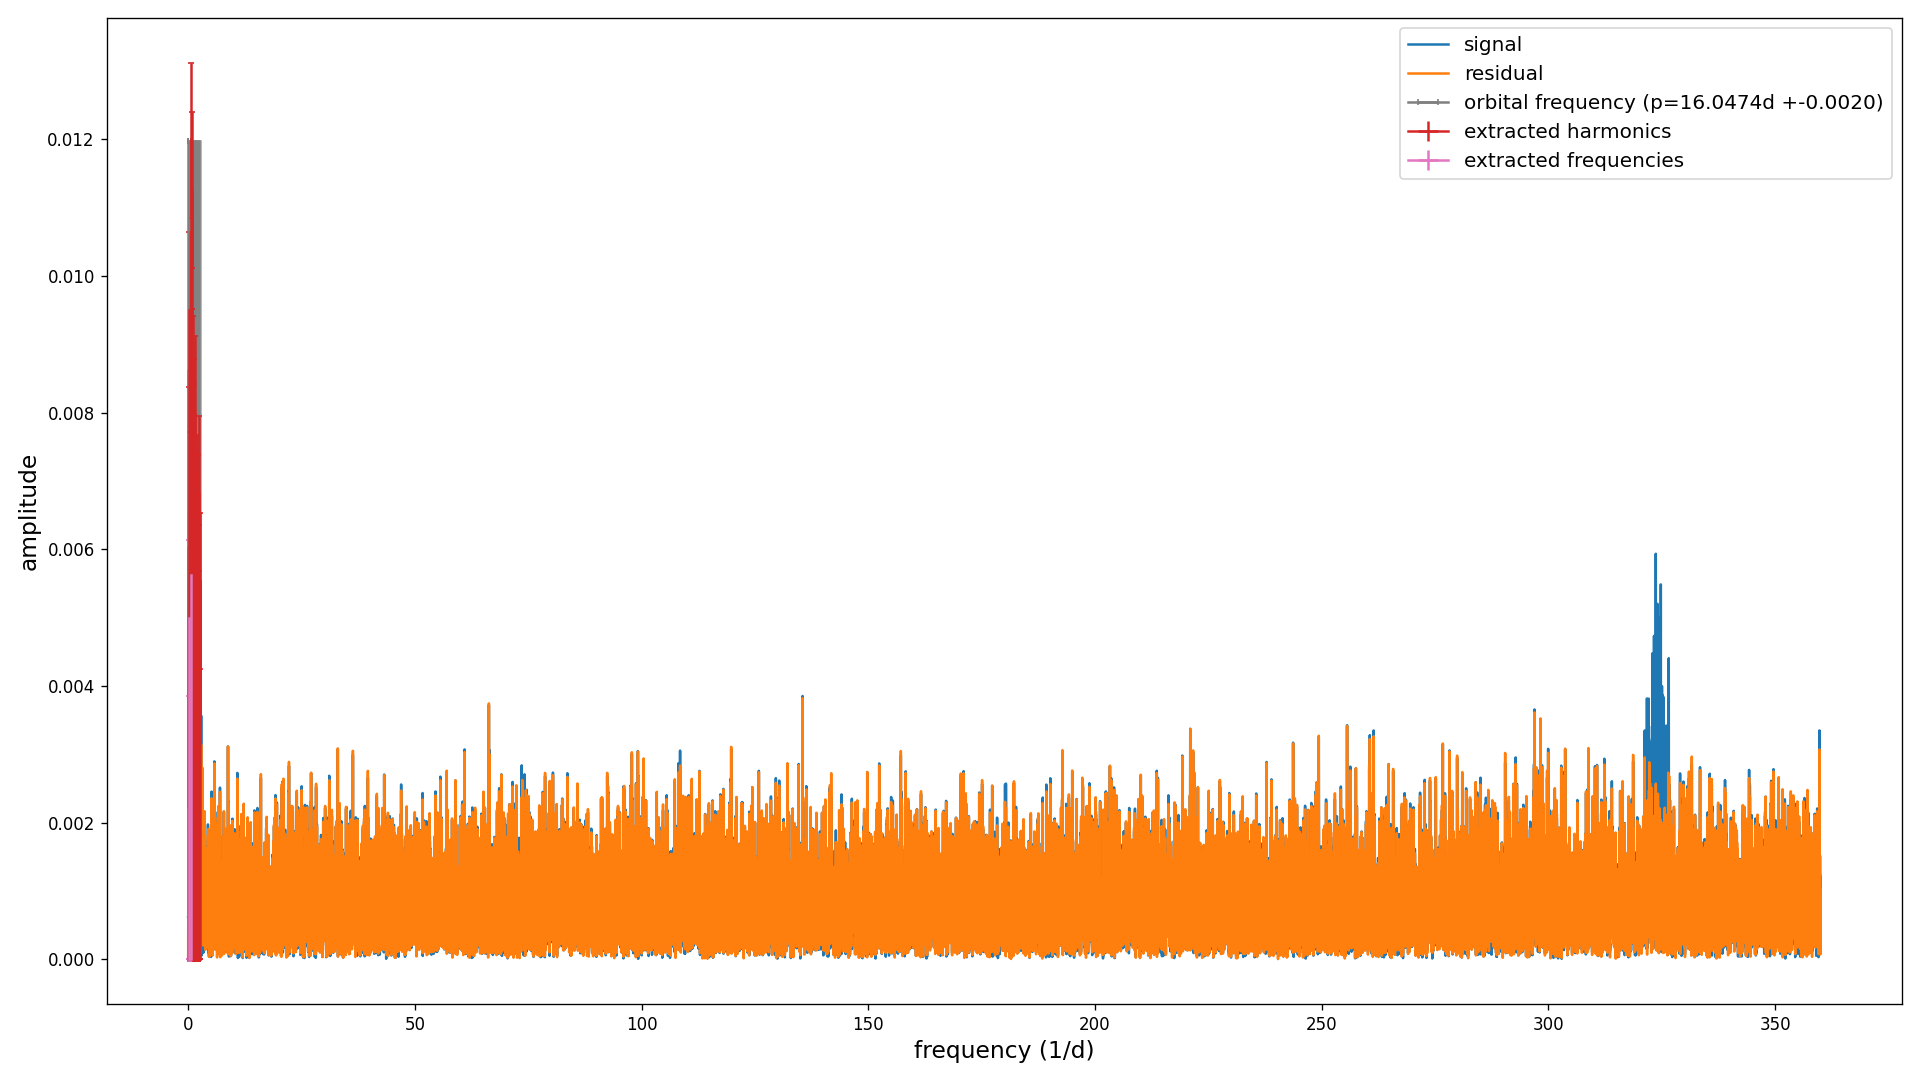 signal
residual
orbital frequency (p=16.0474d +-0.0020)
extracted harmonics
extracted frequencies
0.012
0.010
0.008
0.006
0.004
0.002
0.000
amplitude
0 50 100 150 200 250 300 350
frequency (1/d)